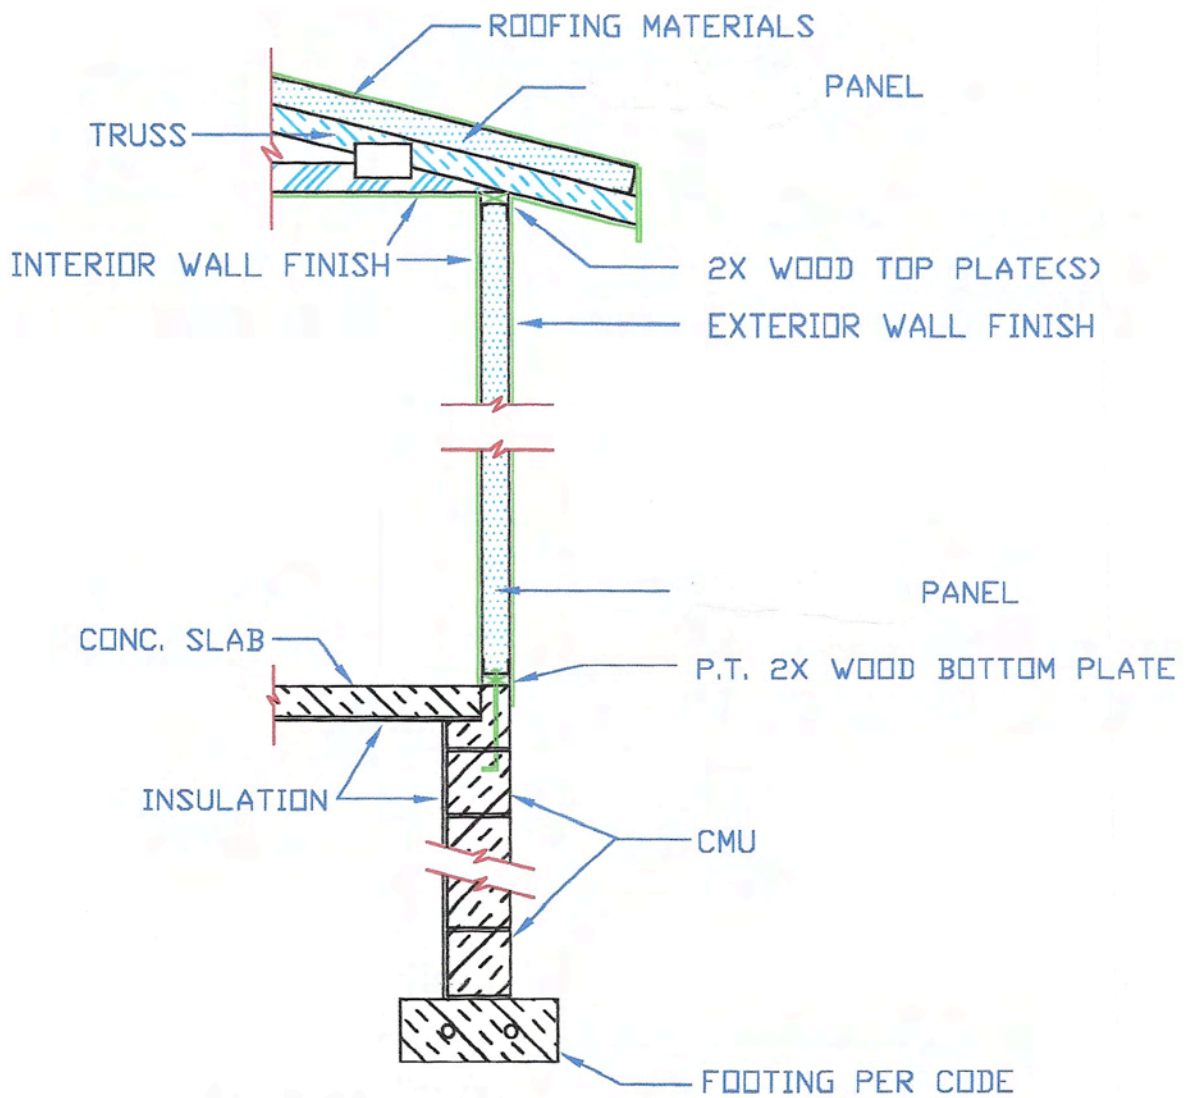 ROOFING MATERIALS
PANEL
TRUSS
INTERIOR WALL FINISH
2X WOOD TOP PLATE(S)
EXTERIOR WALL FINISH
PANEL
CONC. SLAB
P.T. 2X WOOD BOTTOM PLATE
INSULATION
CMU
FOOTING PER CODE